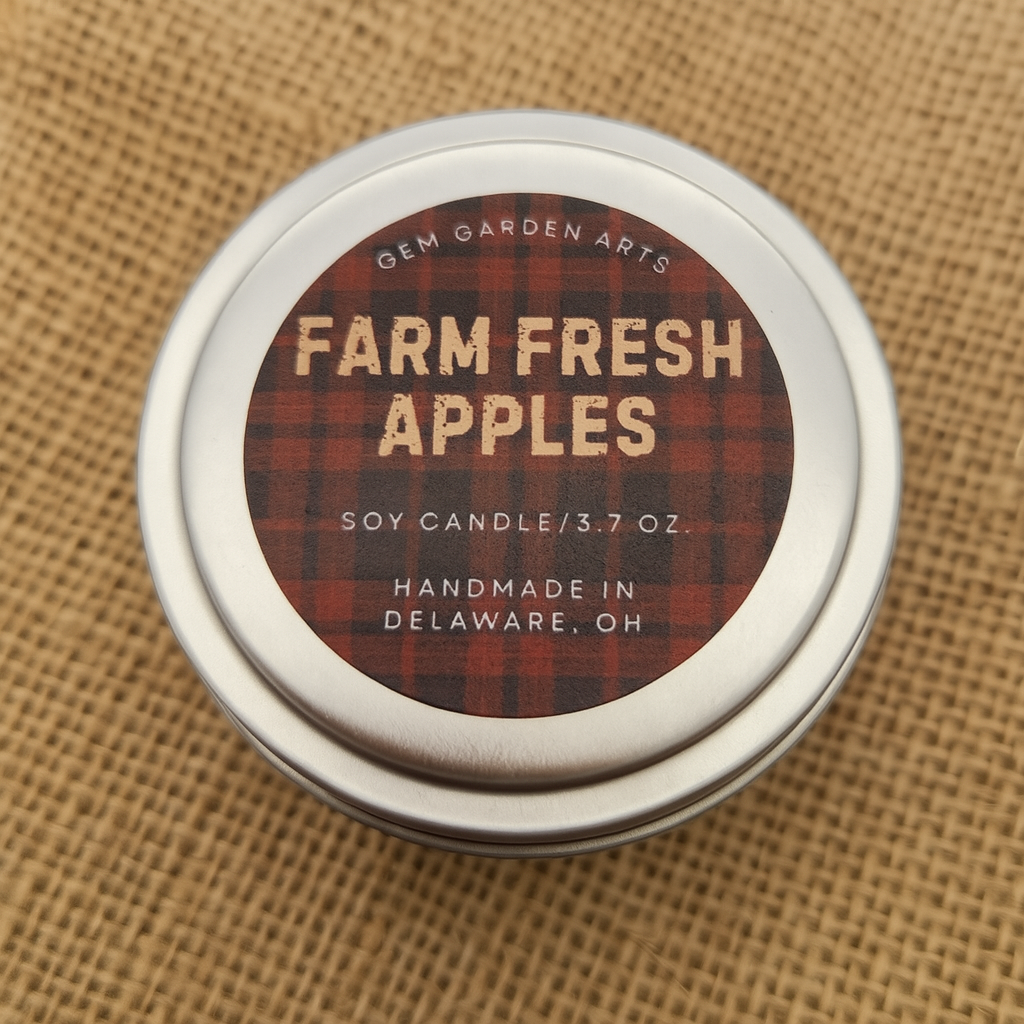 GEM GARDEN ARTS
FARM FRESH
APPLES
SOY CANDLE/3.7 OZ.
HANDMADE IN
DELAWARE, OH